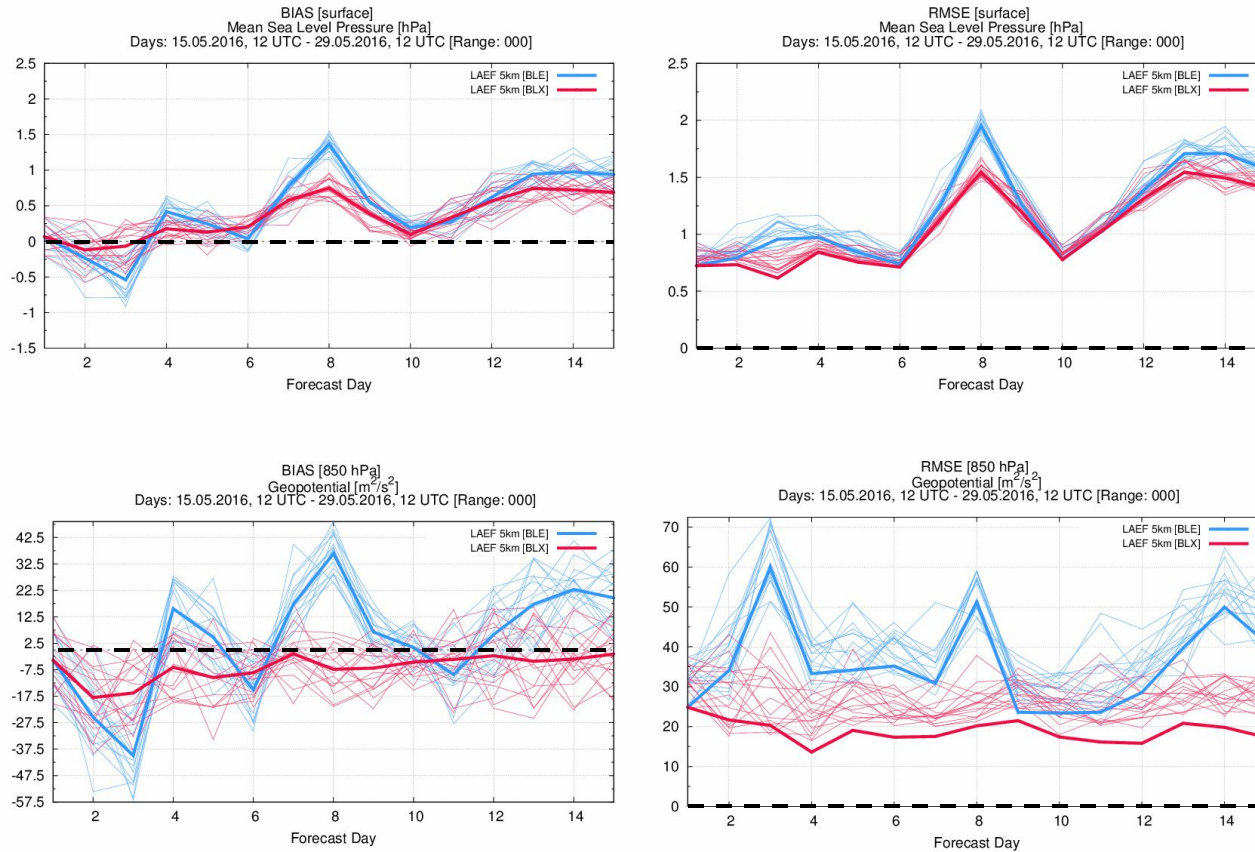 BIAS [surface]
Mean Sea Level Pressure [hPa]
Days: 15.05.2016, 12 UTC - 29.05.2016, 12 UTC [Range: 000]
LAEF 5km [BLE]
LAEF 5km [BLX]
2.5
2
1.5
1
0.5
0
-0.5
-1
-1.5
2 4 6 8 10 12 14
Forecast Day
RMSE [surface]
Mean Sea Level Pressure [hPa]
Days: 15.05.2016, 12 UTC - 29.05.2016, 12 UTC [Range: 000]
LAEF 5km [BLE]
LAEF 5km [BLX]
2.5
2
1.5
1
0.5
0
2 4 6 8 10 12 14
Forecast Day
BIAS [850 hPa]
Geopotential [m²/s²]
Days: 15.05.2016, 12 UTC - 29.05.2016, 12 UTC [Range: 000]
LAEF 5km [BLE]
LAEF 5km [BLX]
42.5
32.5
22.5
12.5
2.5
-7.5
-17.5
-27.5
-37.5
-47.5
-57.5
2 4 6 8 10 12 14
Forecast Day
RMSE [850 hPa]
Geopotential [m²/s²]
Days: 15.05.2016, 12 UTC - 29.05.2016, 12 UTC [Range: 000]
LAEF 5km [BLE]
LAEF 5km [BLX]
70
60
50
40
30
20
10
0
2 4 6 8 10 12 14
Forecast Day